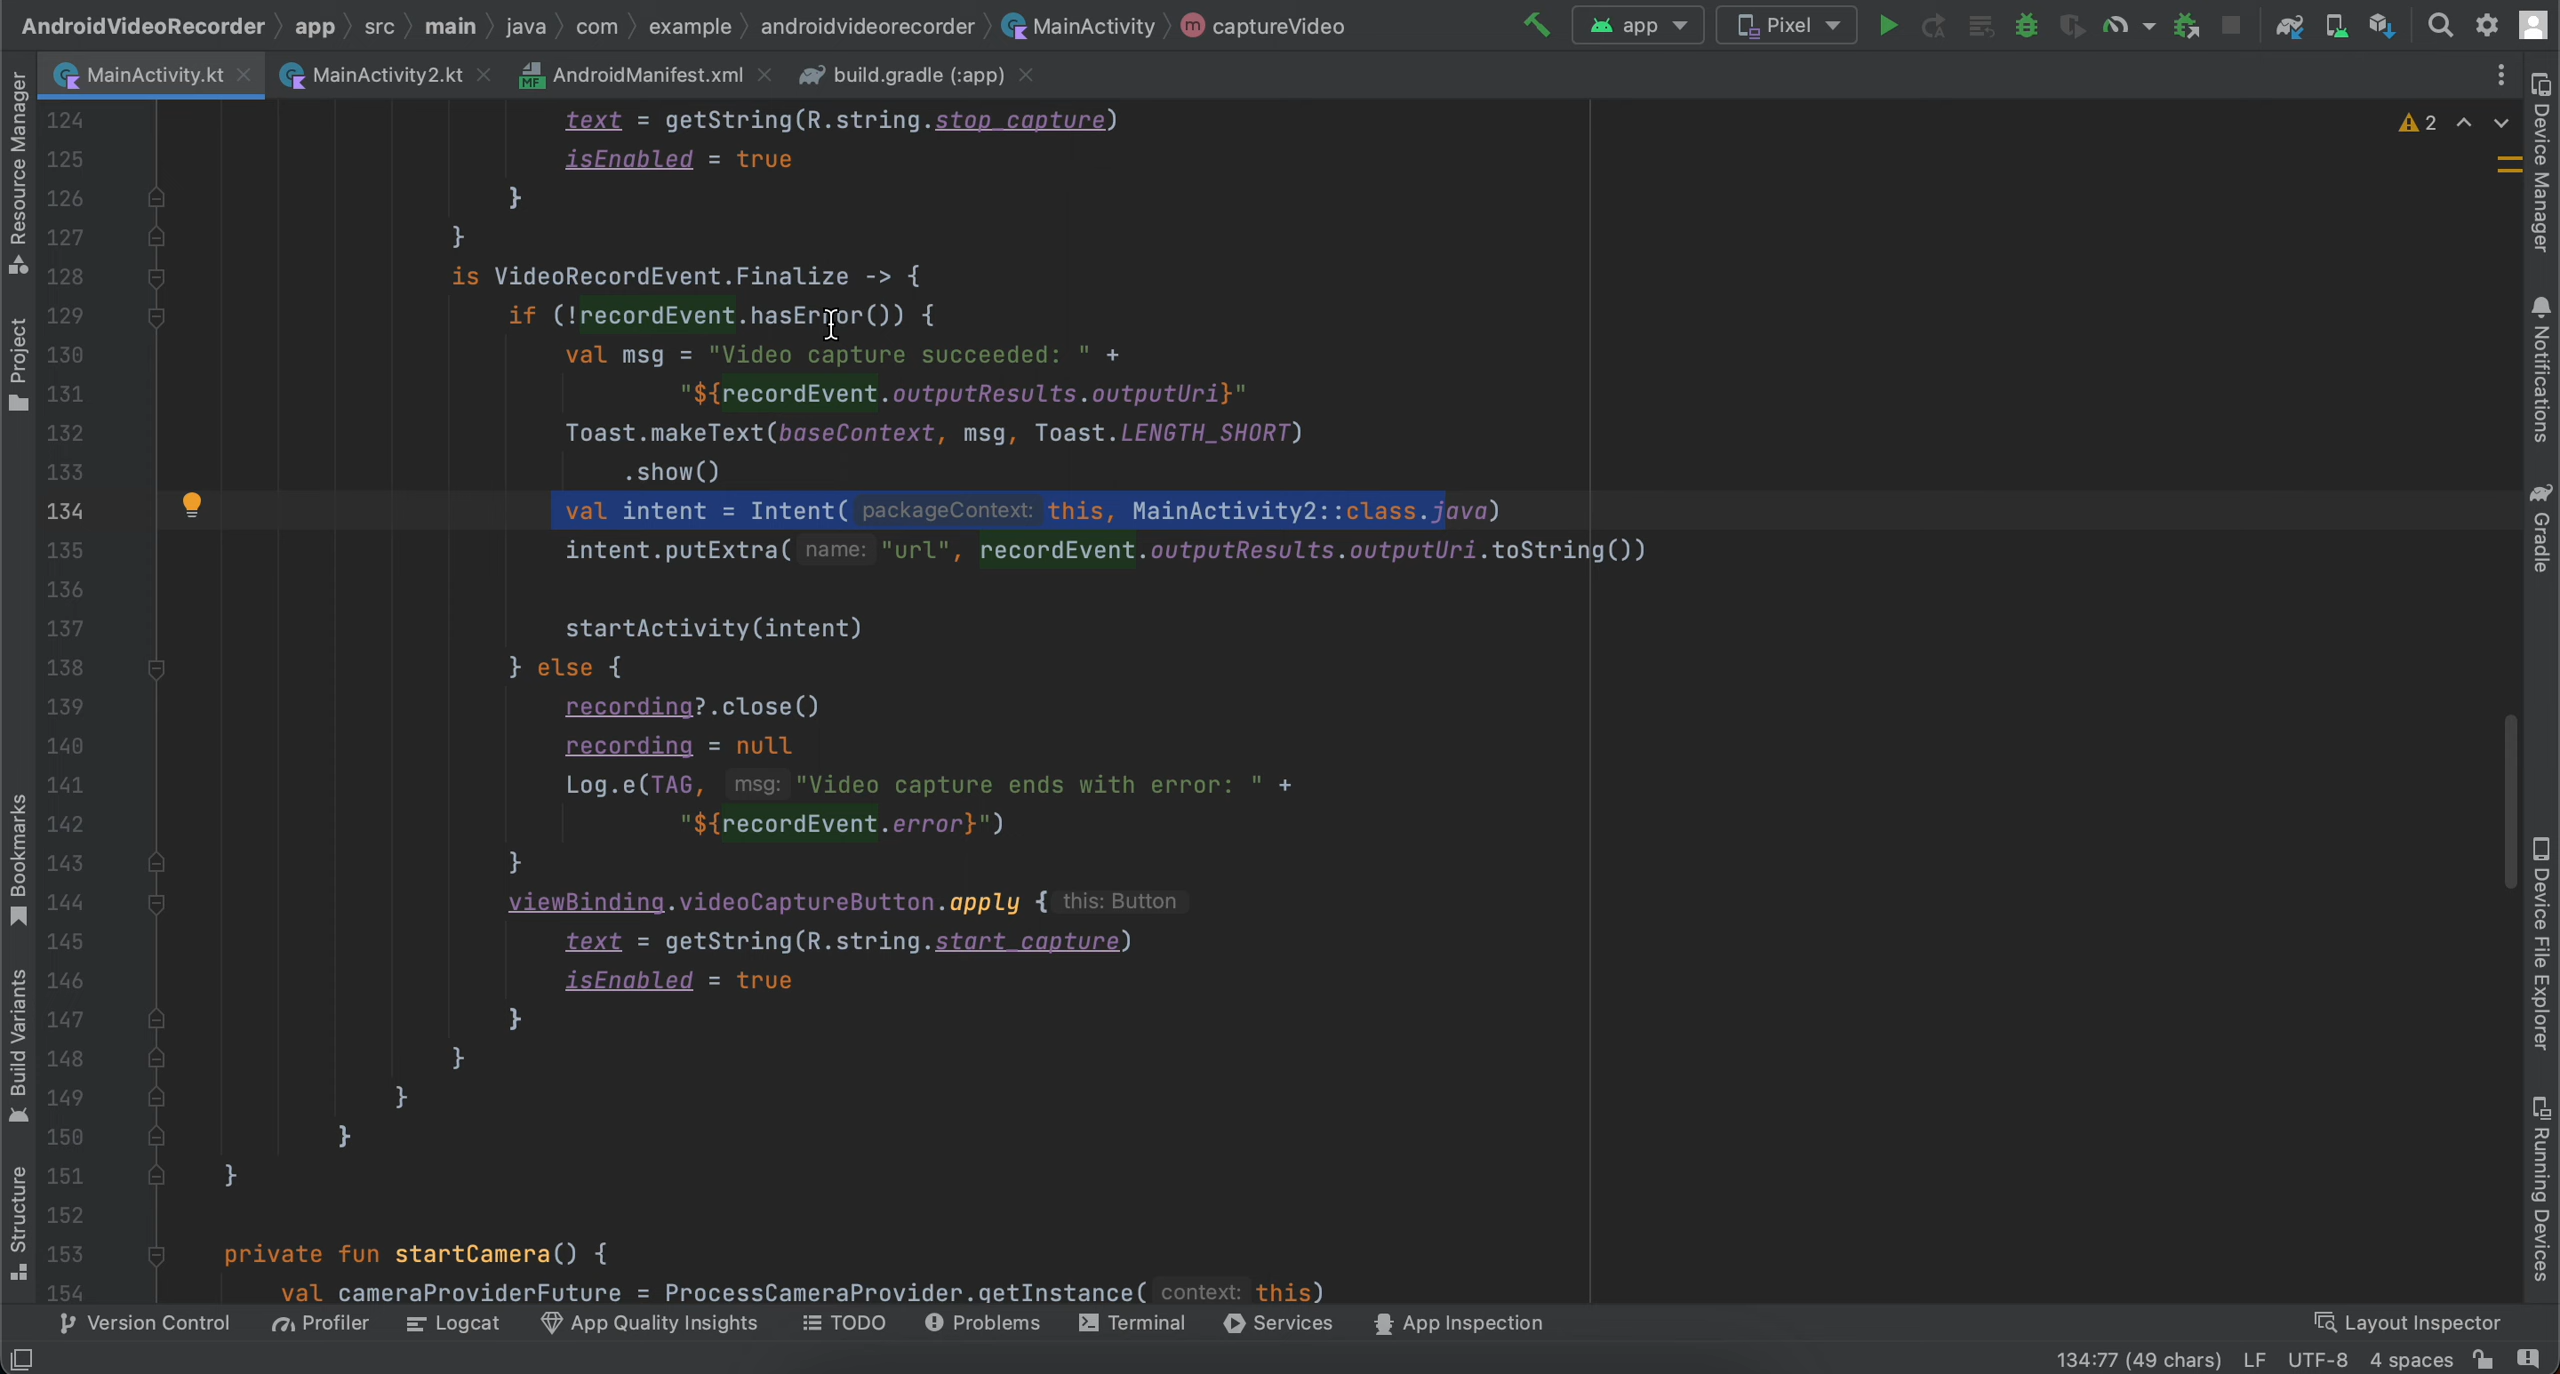 AndroidVideoRecorder app src main java com example androidvideorecorder MainActivity m captureVideo app Pixel
MainActivity.kt MainActivity2.kt MF AndroidManifest.xml build.gradle (:app)
2
124 text = getString(R.string.stop_capture)
125 isEnabled = true
126 }
127 }
128 is VideoRecordEvent.Finalize -> {
129 if (!recordEvent.hasError()) {
130 val msg = "Video capture succeeded: " +
131 "${recordEvent.outputResults.outputUri}"
132 Toast.makeText(baseContext, msg, Toast.LENGTH_SHORT)
133 .show()
134 val intent = Intent( packageContext: this, MainActivity2::class.java)
135 intent.putExtra( name: "url", recordEvent.outputResults.outputUri.toString())
136
137 startActivity(intent)
138 } else {
139 recording?.close()
140 recording = null
141 Log.e(TAG, msg: "Video capture ends with error: " +
142 "${recordEvent.error}")
143 }
144 viewBinding.videoCaptureButton.apply { this: Button
145 text = getString(R.string.start_capture)
146 isEnabled = true
147 }
148 }
149 }
150 }
151 }
152
153 private fun startCamera() {
154 val cameraProviderFuture = ProcessCameraProvider.getInstance( context: this)
Resource Manager
Project
Bookmarks
Build Variants
Structure
Device Manager
Notifications
Gradle
Device File Explorer
Running Devices
Version Control Profiler Logcat App Quality Insights TODO Problems Terminal Services App Inspection Layout Inspector
134:77 (49 chars) LF UTF-8 4 spaces